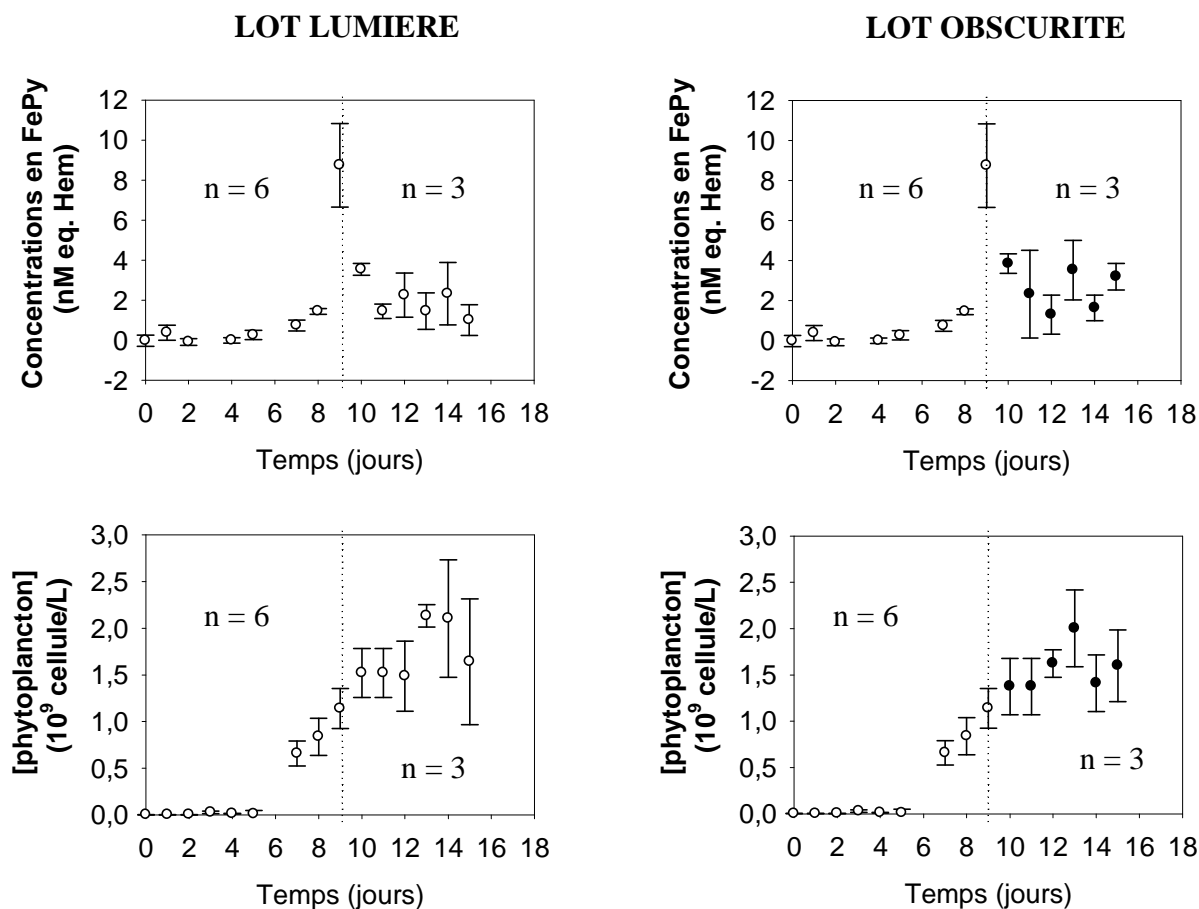 LOT LUMIERE
LOT OBSCURITE
Concentrations en FePy
(nM eq. Hem)
12
10
8
6
4
2
0
-2
n = 6
n = 3
0 2 4 6 8 10 12 14 16 18
Temps (jours)
Concentrations en FePy
(nM eq. Hem)
12
10
8
6
4
2
0
-2
n = 6
n = 3
0 2 4 6 8 10 12 14 16 18
Temps (jours)
[phytoplancton]
(10⁹ cellule/L)
3,0
2,5
2,0
1,5
1,0
0,5
0,0
n = 6
n = 3
0 2 4 6 8 10 12 14 16 18
Temps (jours)
[phytoplancton]
(10⁹ cellule/L)
3,0
2,5
2,0
1,5
1,0
0,5
0,0
n = 6
n = 3
0 2 4 6 8 10 12 14 16 18
Temps (jours)